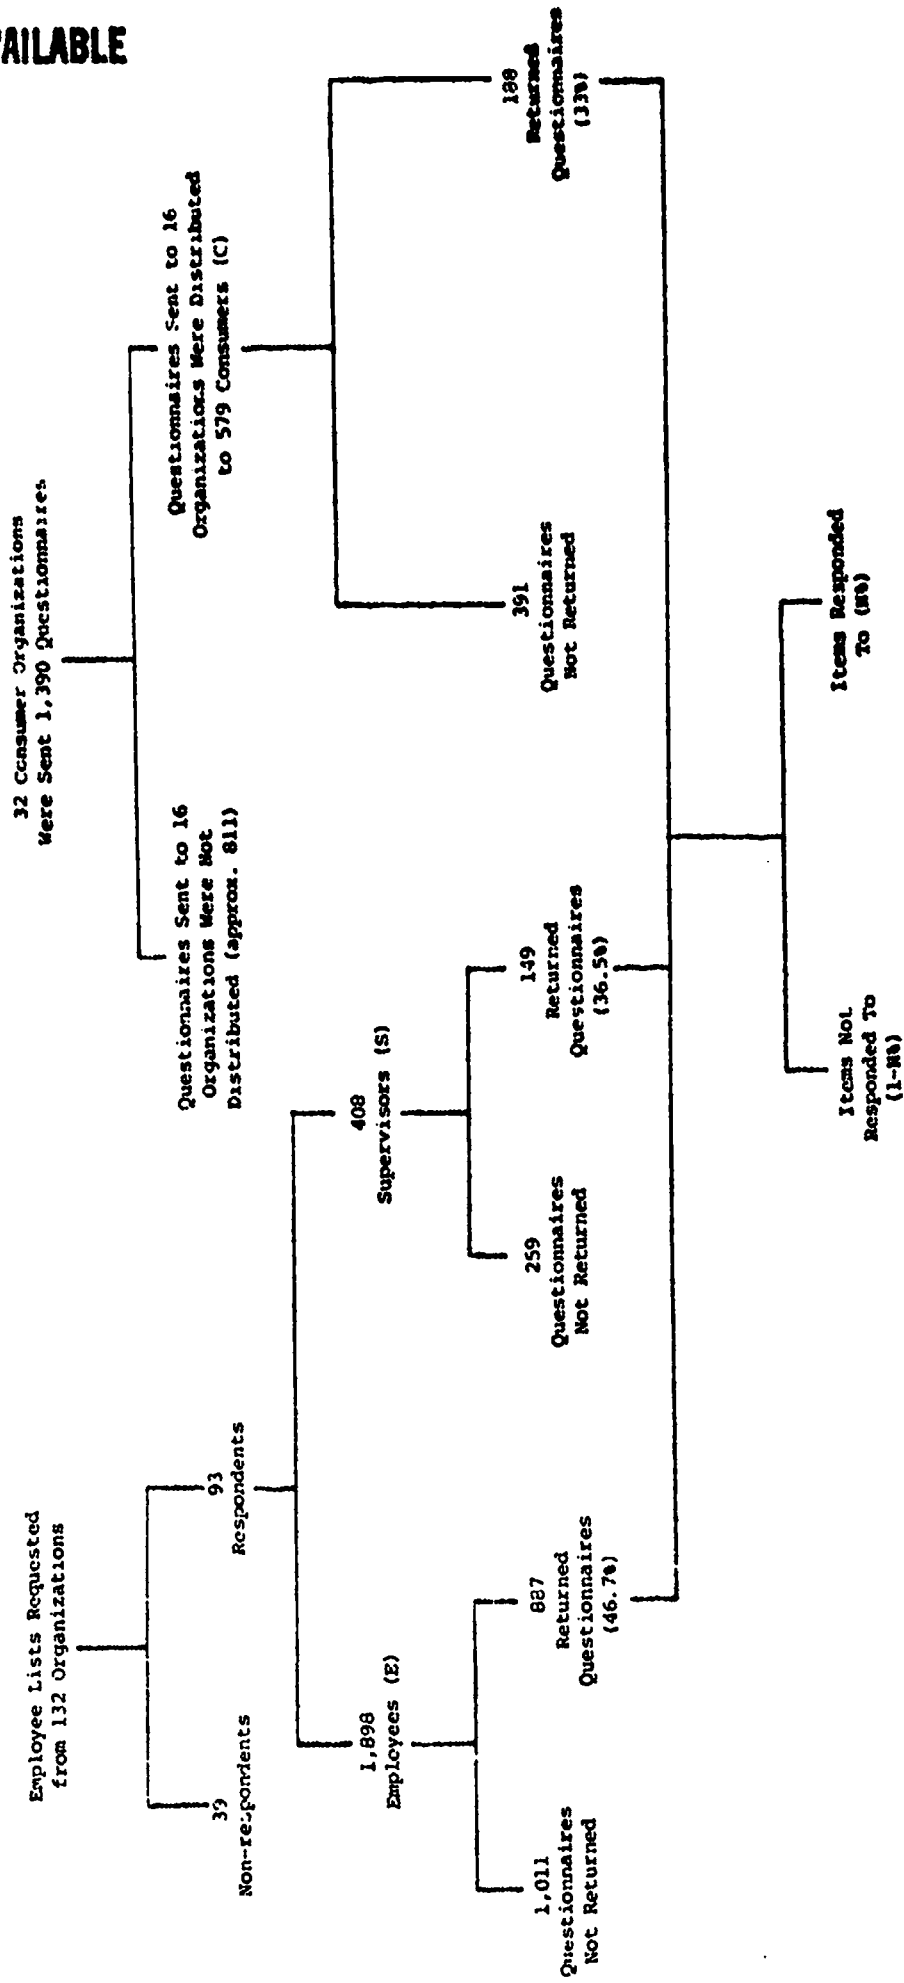 AILABLE
Employee Lists Requested
from 132 Organizations
39
Non-respondents
93
Respondents
1,898
Employees (E)
408
Supervisors (S)
1,011
Questionnaires
Not Returned
887
Returned
Questionnaires
(46.7%)
259
Questionnaires
Not Returned
149
Returned
Questionnaires
(36.5%)
32 Consumer Organizations
Were Sent 1,390 Questionnaires
Questionnaires Sent to 16
Organizations Were Not
Distributed (approx. 811)
Questionnaires Sent to 16
Organizations Were Distributed
to 579 Consumers (C)
391
Questionnaires
Not Returned
188
Returned
Questionnaires
(33%)
Items Not
Responded To
(1-N%)
Items Responded
To (N%)